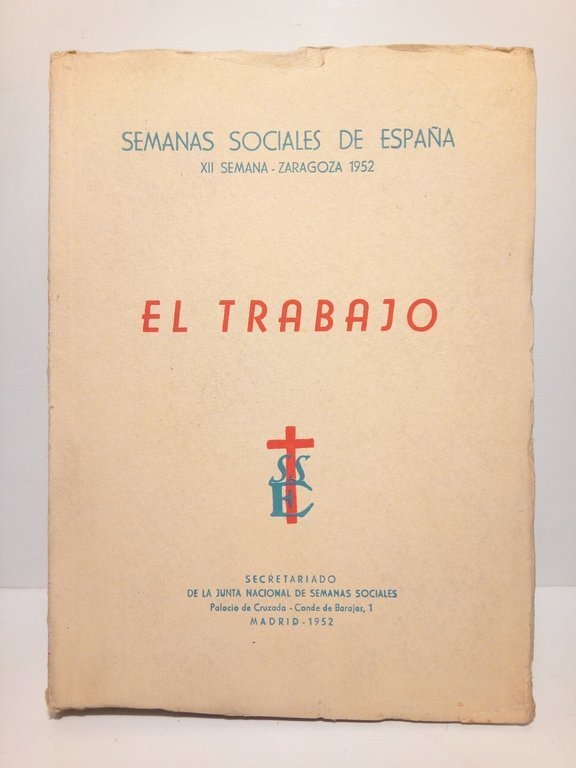 SEMANAS SOCIALES DE ESPAÑA
XII SEMANA - ZARAGOZA 1952
EL TRABAJO
SSE
SECRETARIADO
DE LA JUNTA NACIONAL DE SEMANAS SOCIALES
Palacio de Cruzada - Conde de Barajas, 1
MADRID - 1952